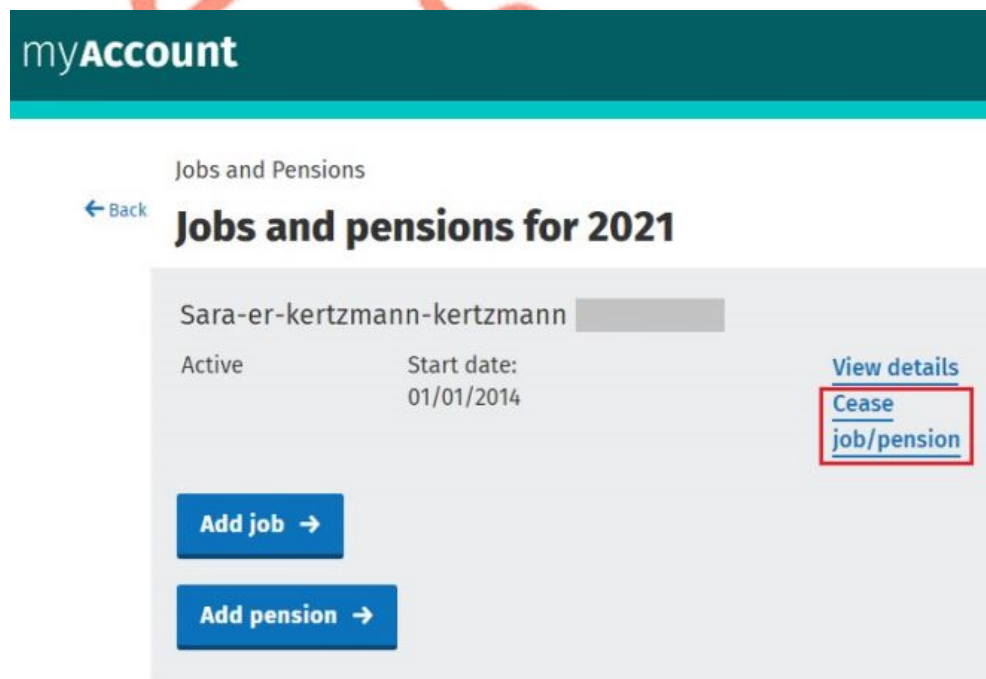 myAccount
Jobs and Pensions
← Back
Jobs and pensions for 2021
Sara-er-kertzmann-kertzmann
Active
Start date:
01/01/2014
View details
Cease
job/pension
Add job →
Add pension →